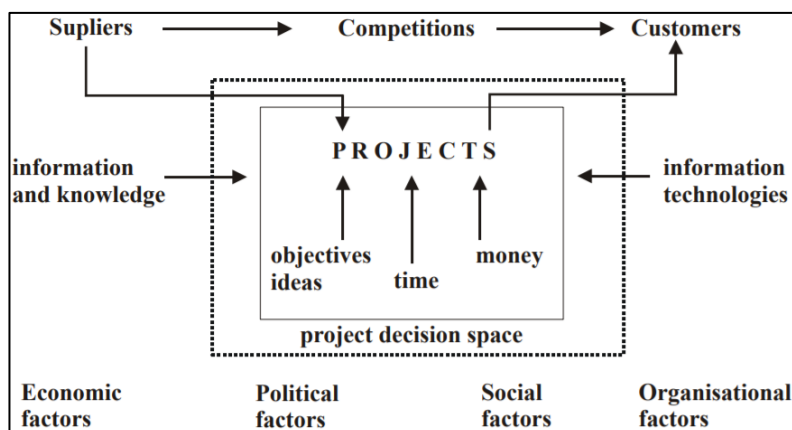 Supliers Competitions Customers
PROJECTS
information
and knowledge
information
technologies
objectives
ideas
time
money
project decision space
Economic
factors
Political
factors
Social
factors
Organisational
factors